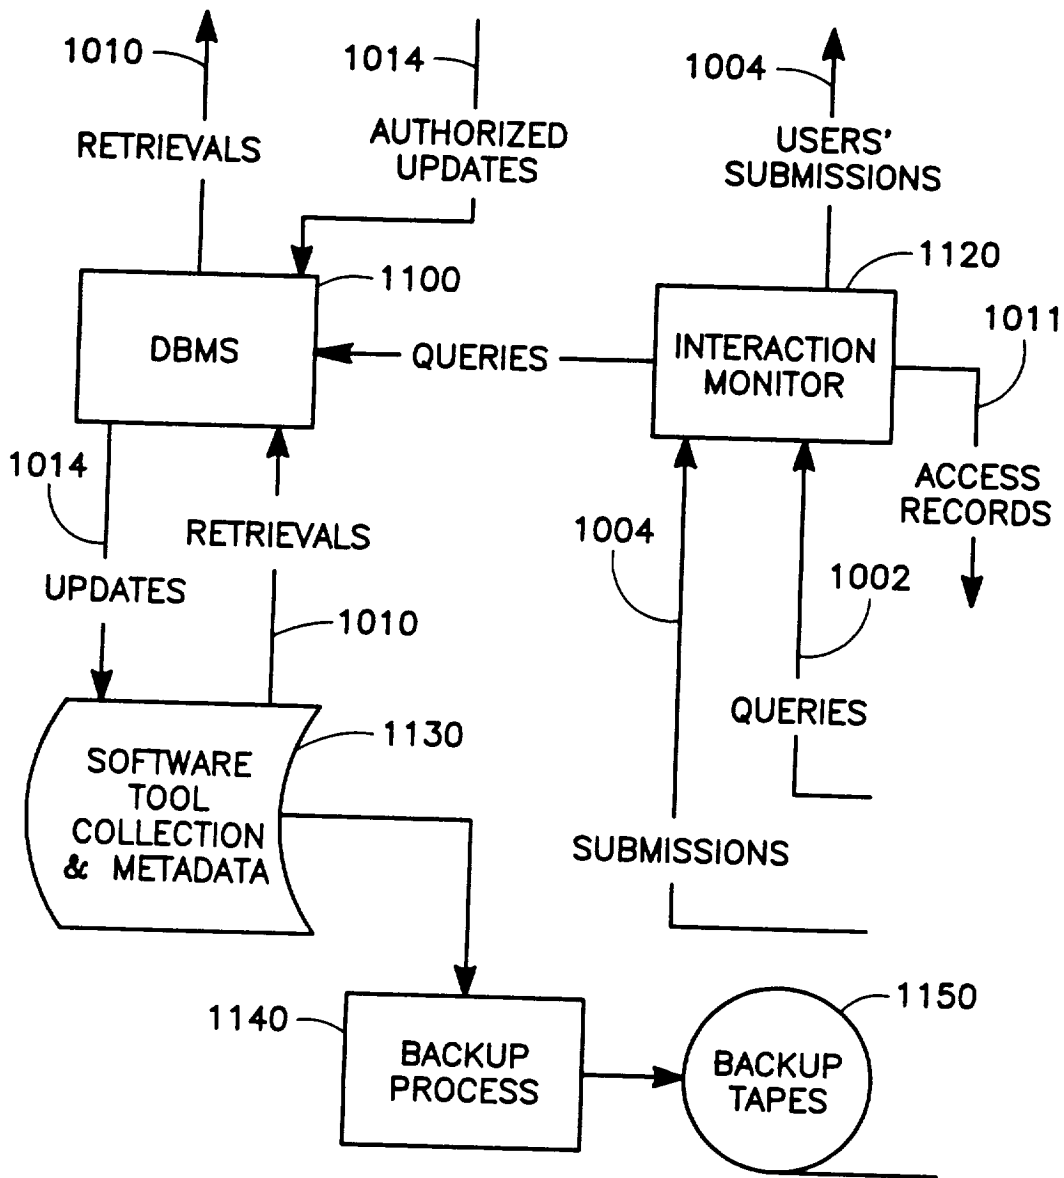 1010
1014
1004
RETRIEVALS
AUTHORIZED
UPDATES
USERS'
SUBMISSIONS
1100
1120
1011
DBMS
QUERIES
INTERACTION
MONITOR
1014
RETRIEVALS
ACCESS
RECORDS
1004
1002
UPDATES
1010
QUERIES
1130
SOFTWARE
TOOL
COLLECTION
& METADATA
SUBMISSIONS
1140
1150
BACKUP
PROCESS
BACKUP
TAPES